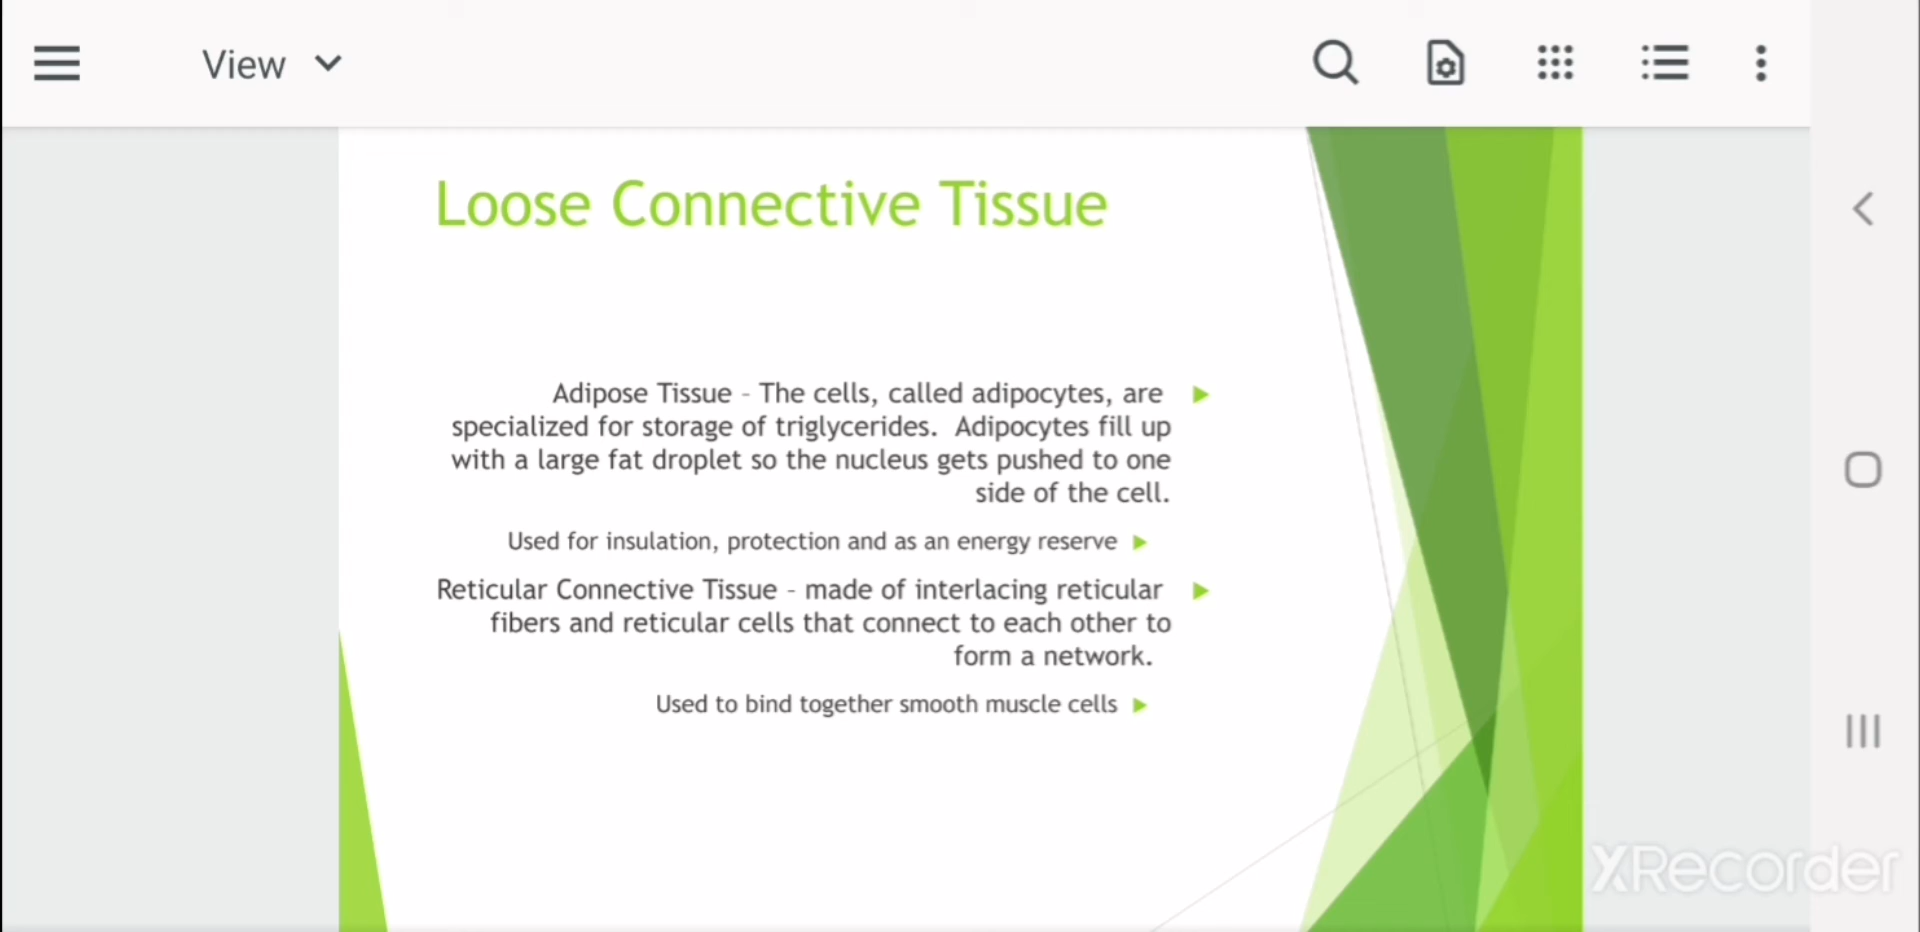 View
Loose Connective Tissue
Adipose Tissue – The cells, called adipocytes, are
specialized for storage of triglycerides. Adipocytes fill up
with a large fat droplet so the nucleus gets pushed to one
side of the cell.
Used for insulation, protection and as an energy reserve
Reticular Connective Tissue – made of interlacing reticular
fibers and reticular cells that connect to each other to
form a network.
Used to bind together smooth muscle cells
XRecorder